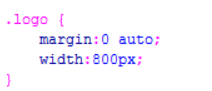 .logo {
    margin:0 auto;
    width:800px;
}